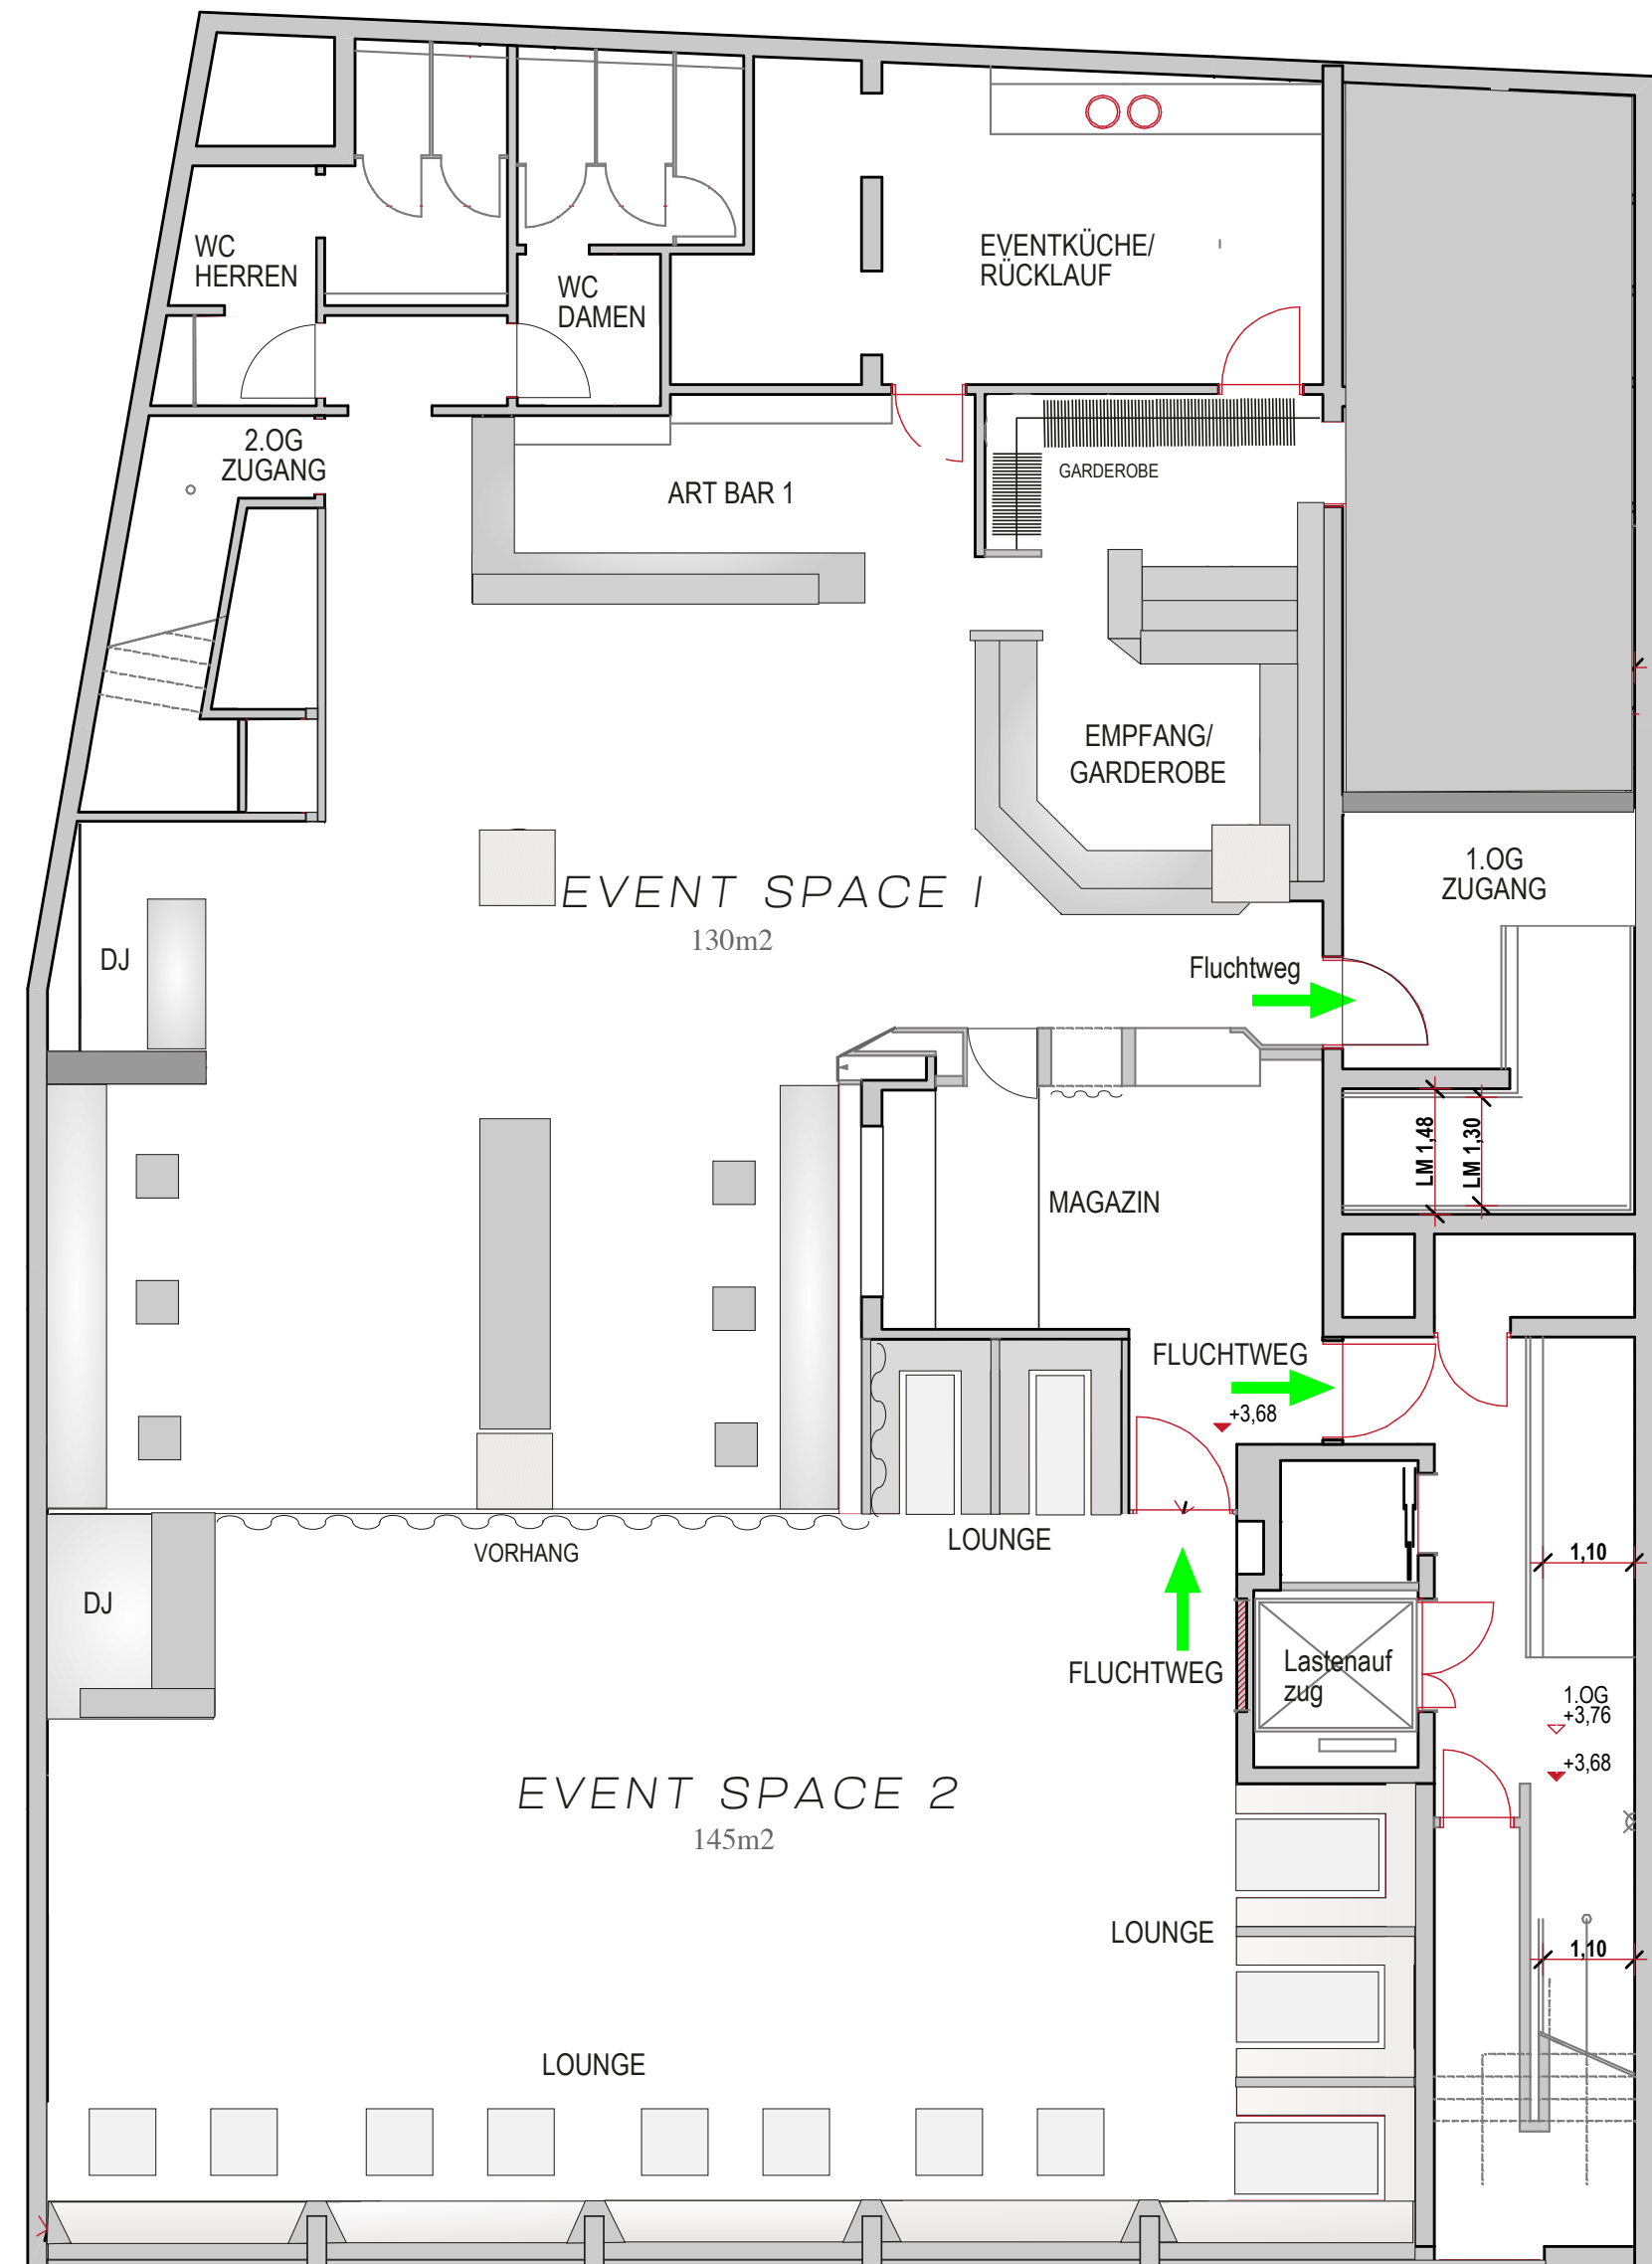 WC
HERREN
WC
DAMEN
EVENTKÜCHE/
RÜCKLAUF
2.OG
ZUGANG
ART BAR 1
GARDEROBE
EMPFANG/
GARDEROBE
1.OG
ZUGANG
EVENT SPACE 1
130m2
DJ
Fluchtweg
LM 1,48
LM 1,30
MAGAZIN
FLUCHTWEG
+3,68
VORHANG
LOUNGE
1,10
DJ
FLUCHTWEG
Lastenauf
zug
1.OG
+3,76
+3,68
EVENT SPACE 2
145m2
LOUNGE
1,10
LOUNGE